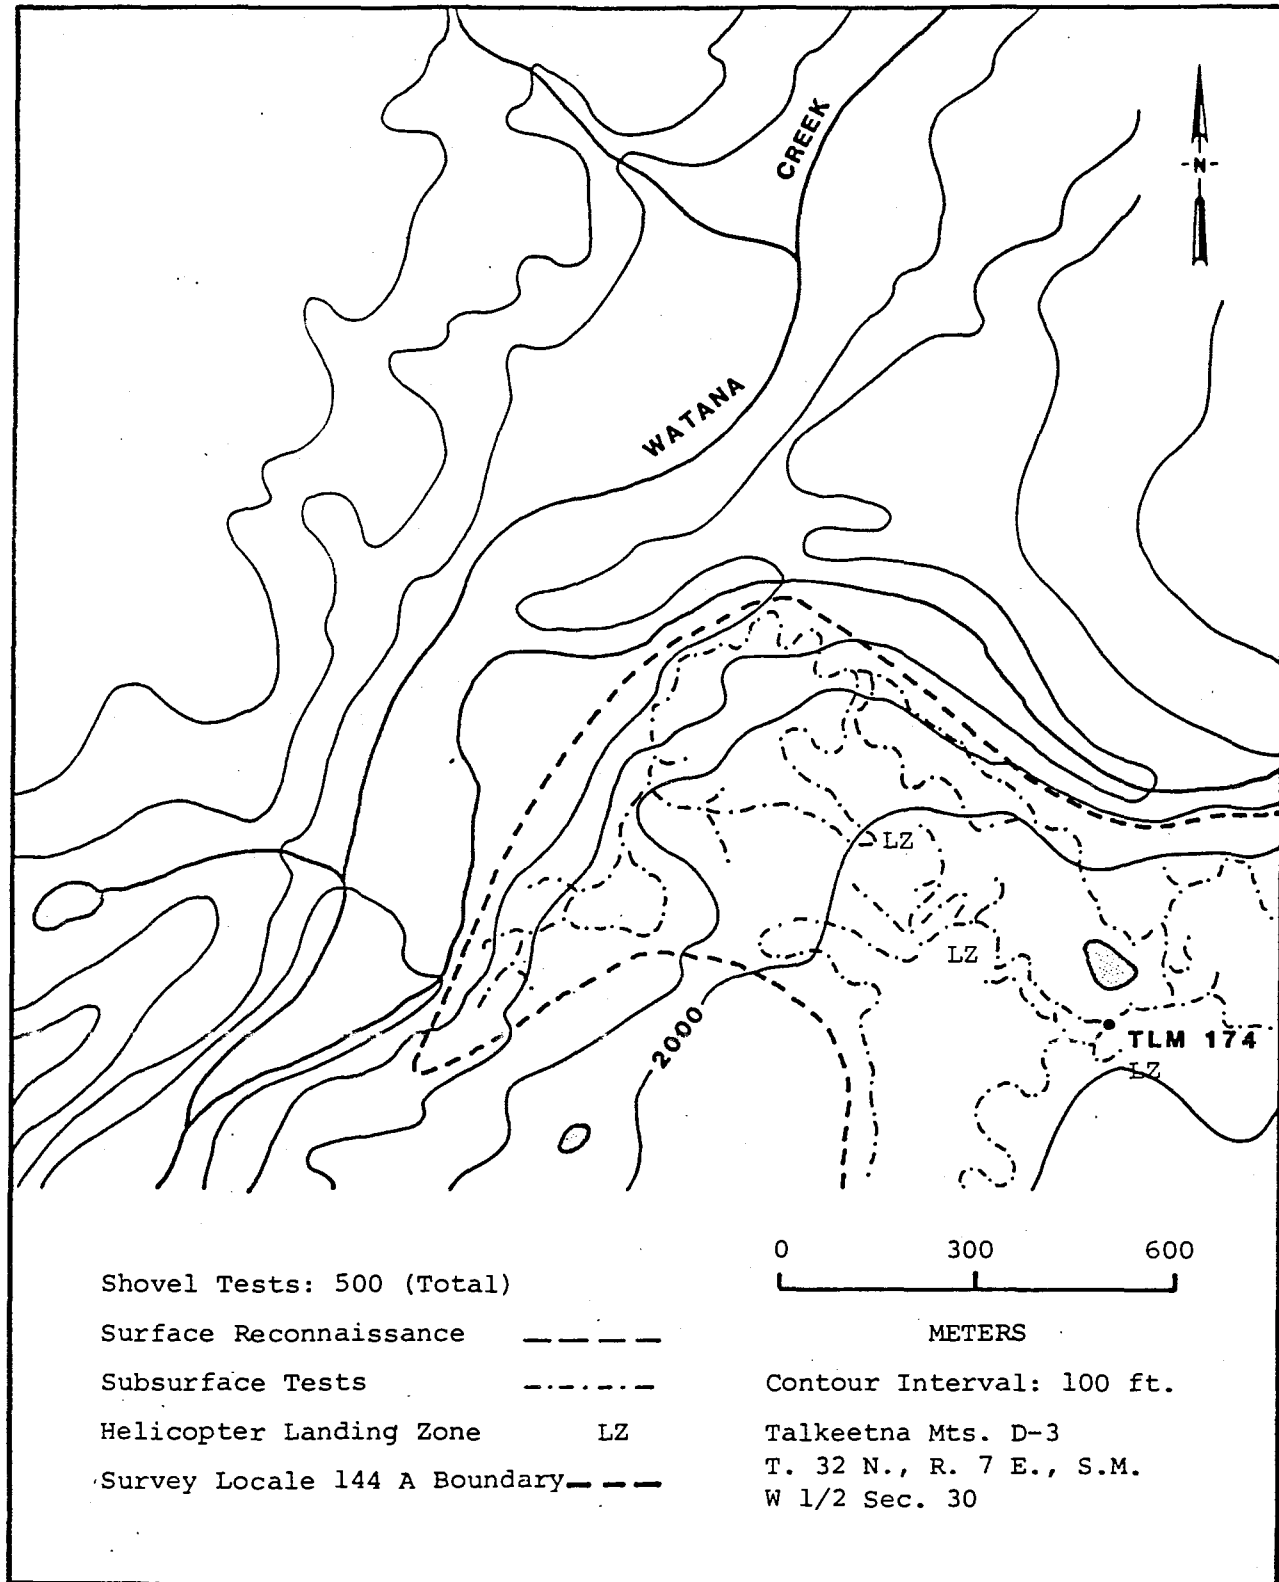 CREEK
-N-
WATANA
LZ
LZ
2000
TLM 174
LZ
0 300 600
METERS
Shovel Tests: 500 (Total)
Surface Reconnaissance
Subsurface Tests
Helicopter Landing Zone LZ
Survey Locale 144 A Boundary
Contour Interval: 100 ft.
Talkeetna Mts. D-3
T. 32 N., R. 7 E., S.M.
W 1/2 Sec. 30